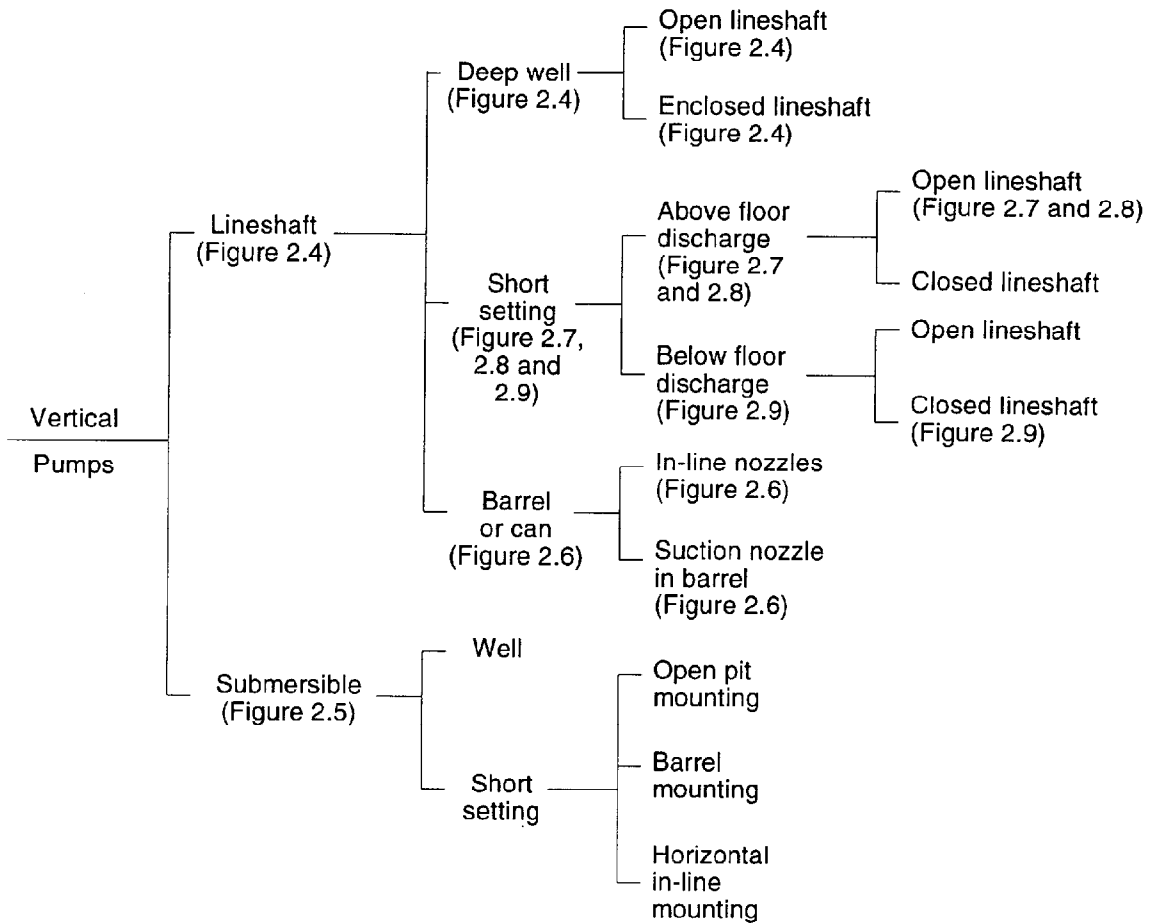 Vertical
Pumps
Lineshaft
(Figure 2.4)
Deep well
(Figure 2.4)
Open lineshaft
(Figure 2.4)
Enclosed lineshaft
(Figure 2.4)
Short
setting
(Figure 2.7,
2.8 and
2.9)
Above floor
discharge
(Figure 2.7
and 2.8)
Open lineshaft
(Figure 2.7 and 2.8)
Closed lineshaft
Below floor
discharge
(Figure 2.9)
Open lineshaft
Closed lineshaft
(Figure 2.9)
Barrel
or can
(Figure 2.6)
In-line nozzles
(Figure 2.6)
Suction nozzle
in barrel
(Figure 2.6)
Submersible
(Figure 2.5)
Well
Short
setting
Open pit
mounting
Barrel
mounting
Horizontal
in-line
mounting